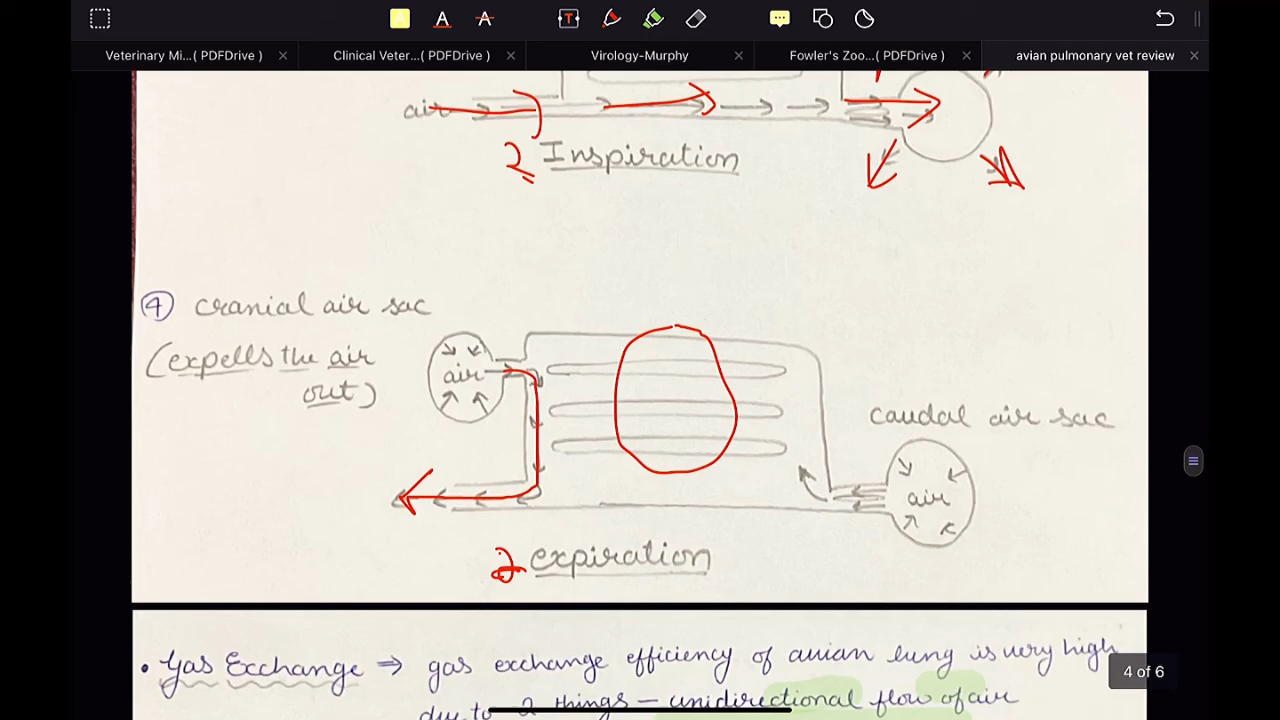 Veterinary Mi...( PDFDrive )
Clinical Veter...( PDFDrive )
Virology-Murphy
Fowler's Zoo...( PDFDrive )
avian pulmonary vet review
air
2 Inspiration
④ cranial air sac
(expells the air
out)
air
caudal air sac
air
2 expiration
• Gas Exchange ⇒ gas exchange efficiency of avian lung is very high
4 of 6
due to 2 things — unidirectional flow of air